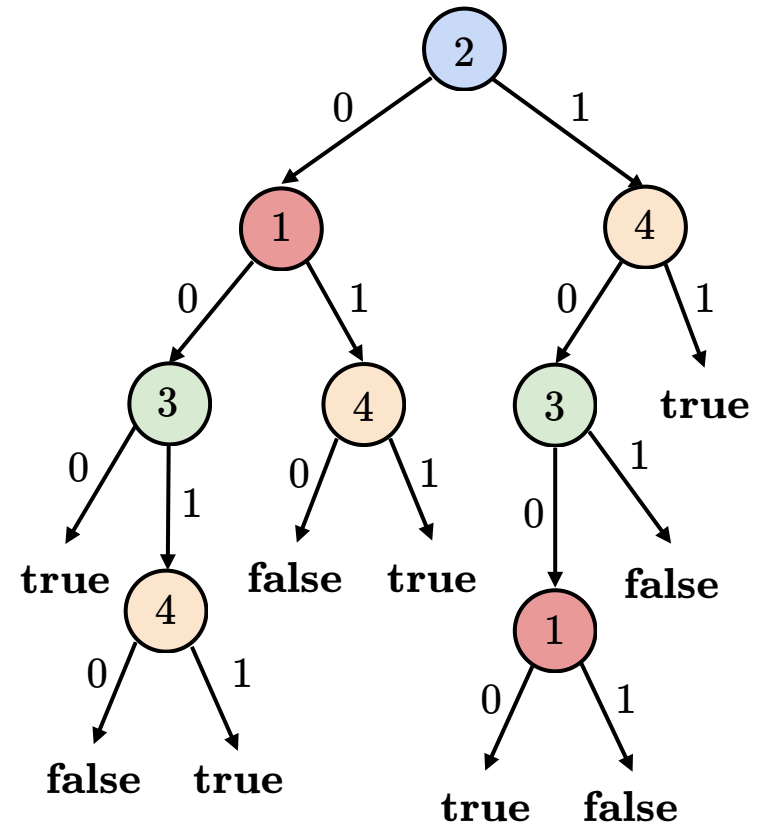 2
0 1
1 4
0 1 0 1
3 4 3 true
0 1 0 1 0 1
true false true false
4 1
0 1 0 1
false true true false